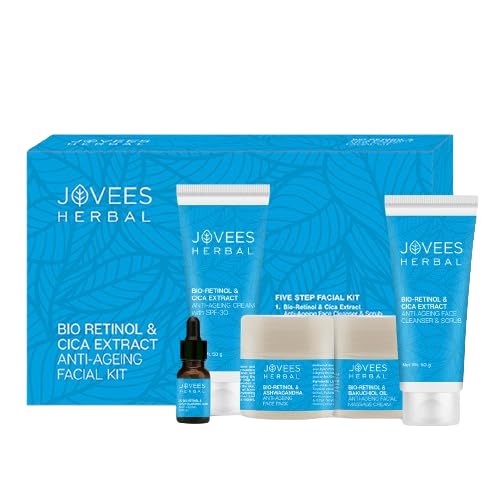 JOVEES
HERBAL
BIO RETINOL &
CICA EXTRACT
ANTI-AGEING
FACIAL KIT
JOVEES
HERBAL
BIO-RETINOL &
CICA EXTRACT
ANTI-AGEING CREAM
with SPF-30
FIVE STEP FACIAL KIT
1. Bio-Retinol & Cica Extract
Anti-Ageing Face Cleanser & Scrub
JOVEES
HERBAL
BIO-RETINOL &
CICA EXTRACT
ANTI-AGEING FACE
CLEANSER & SCRUB
Net Wt. 50 g
JOVEES
HERBAL
JOVEES
HERBAL
BIO-RETINOL &
ASHWAGANDHA
ANTI-AGEING
FACE PACK
JOVEES
HERBAL
BIO-RETINOL &
BAKUCHIOL OIL
ANTI-AGEING FACIAL
MASSAGE CREAM